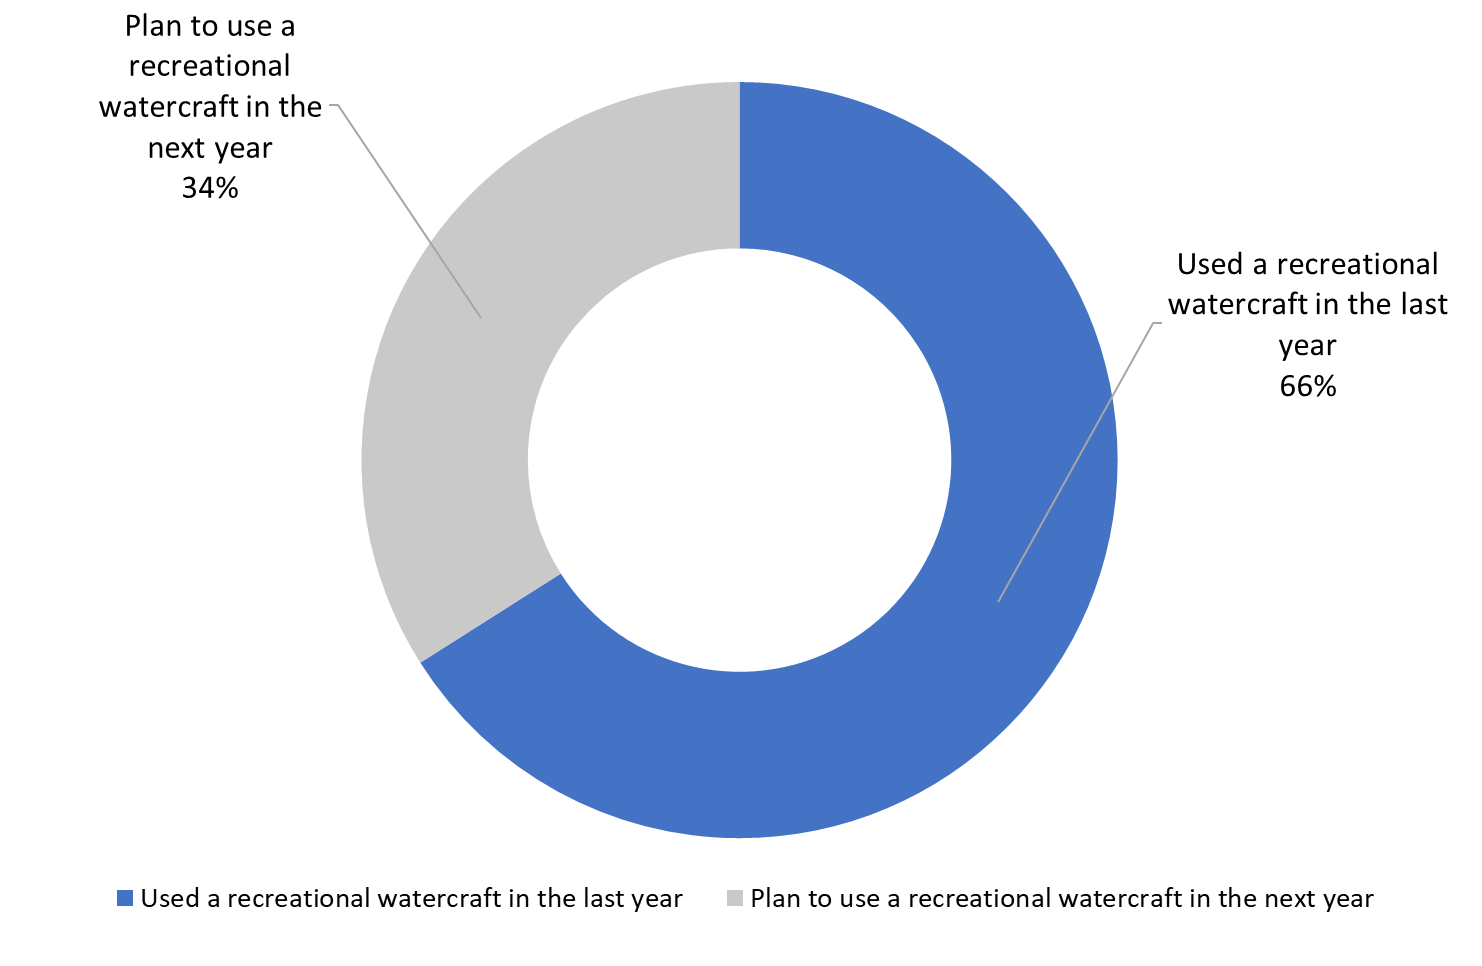 Plan to use a
recreational
watercraft in the
next year
34%
Used a recreational
watercraft in the last
year
66%
Used a recreational watercraft in the last year
Plan to use a recreational watercraft in the next year